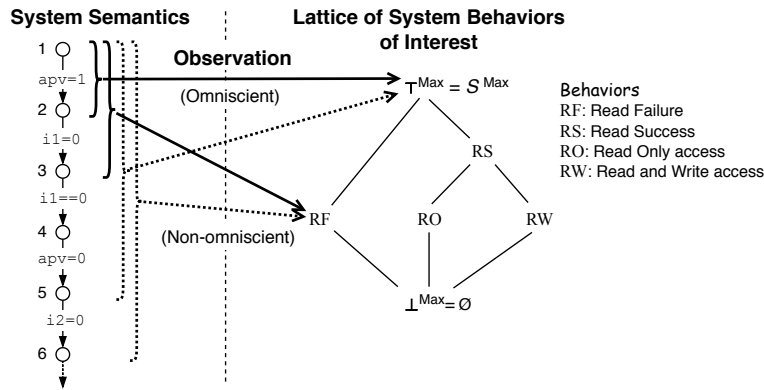 System Semantics
Lattice of System Behaviors
of Interest
Observation
(Omniscient)
(Non-omniscient)
1
apv=1
2
i1=0
3
i1==0
4
apv=0
5
i2=0
6
⊤Max = S Max
RS
RF
RO
RW
⊥Max = Ø
Behaviors
RF: Read Failure
RS: Read Success
RO: Read Only access
RW: Read and Write access